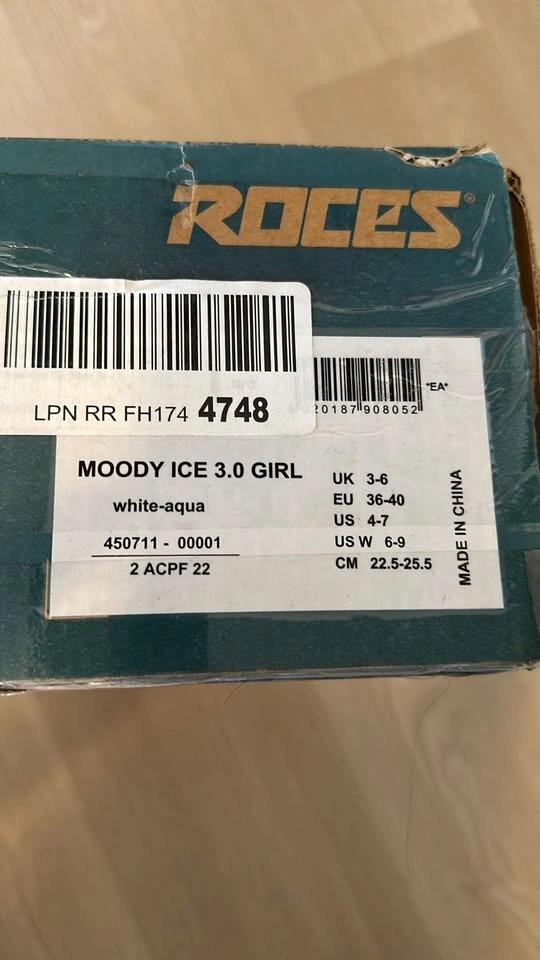 ROCES®
LPN RR FH174 4748
*EA*
20187 908052
MOODY ICE 3.0 GIRL
white-aqua
450711 - 00001
2 ACPF 22
UK 3-6
EU 36-40
US 4-7
US W 6-9
CM 22.5-25.5
MADE IN CHINA